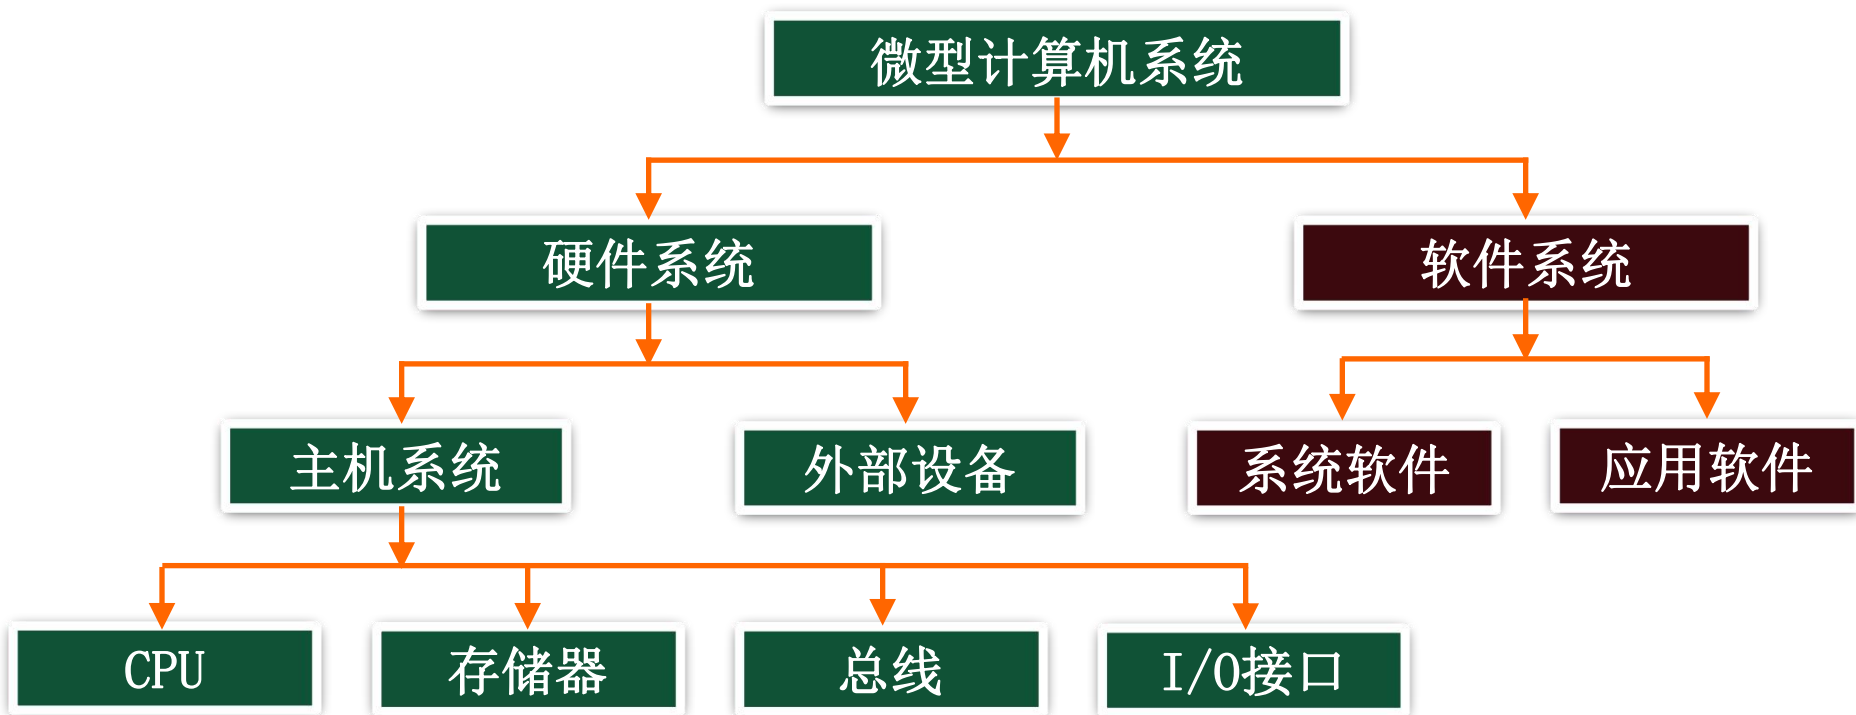 微型计算机系统
硬件系统
软件系统
主机系统
外部设备
系统软件
应用软件
CPU
存储器
总线
I/O接口